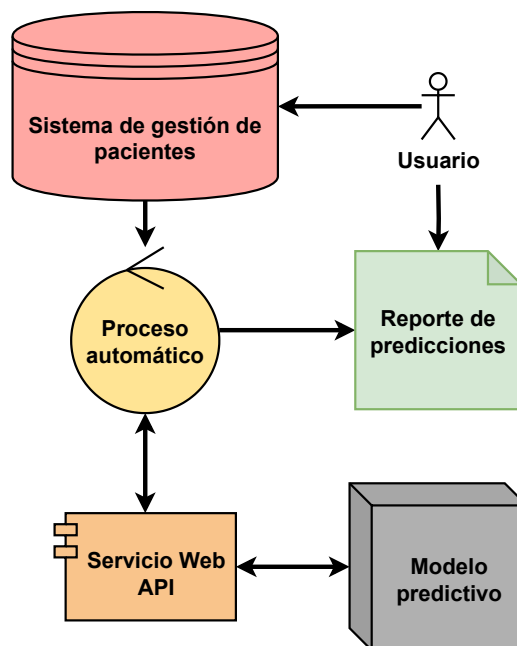 Sistema de gestión de
pacientes
Usuario
Proceso
automático
Reporte de
predicciones
Servicio Web
API
Modelo
predictivo